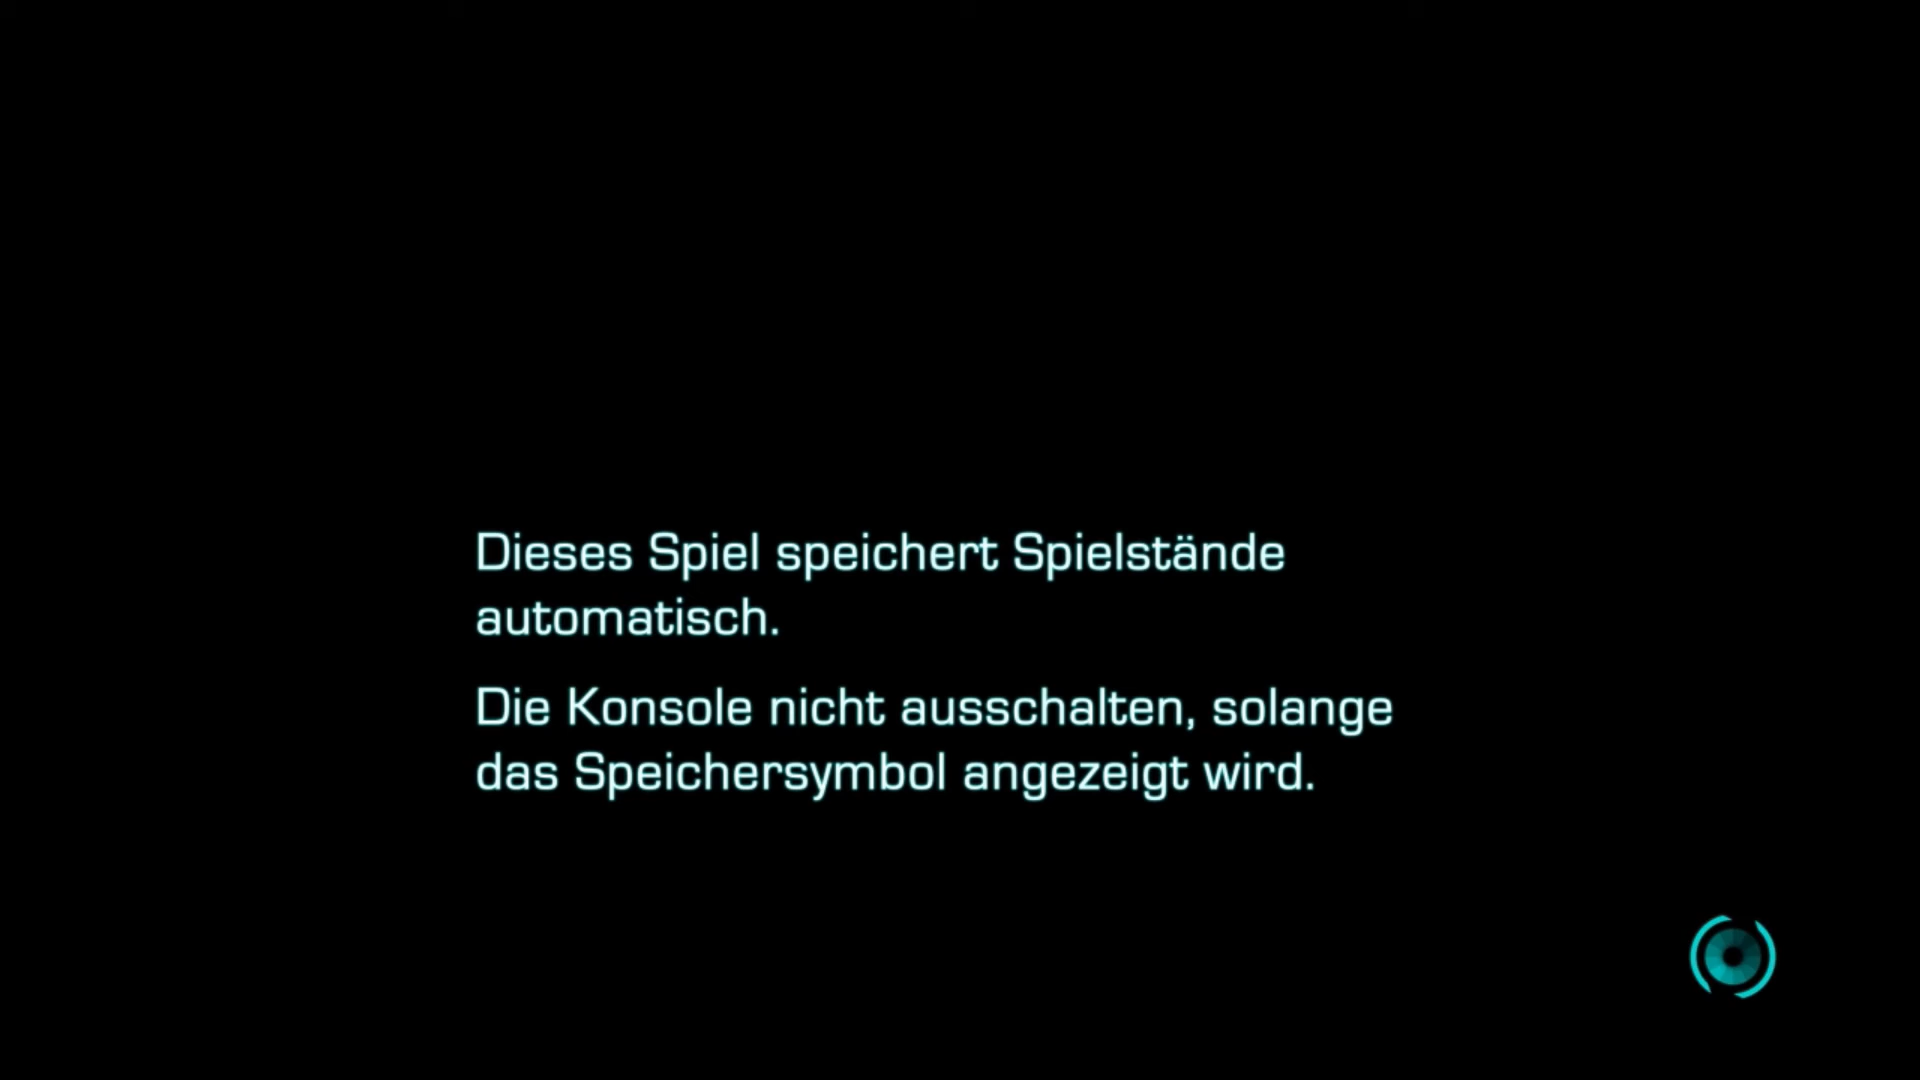 Dieses Spiel speichert Spielstände
automatisch.
Die Konsole nicht ausschalten, solange
das Speichersymbol angezeigt wird.